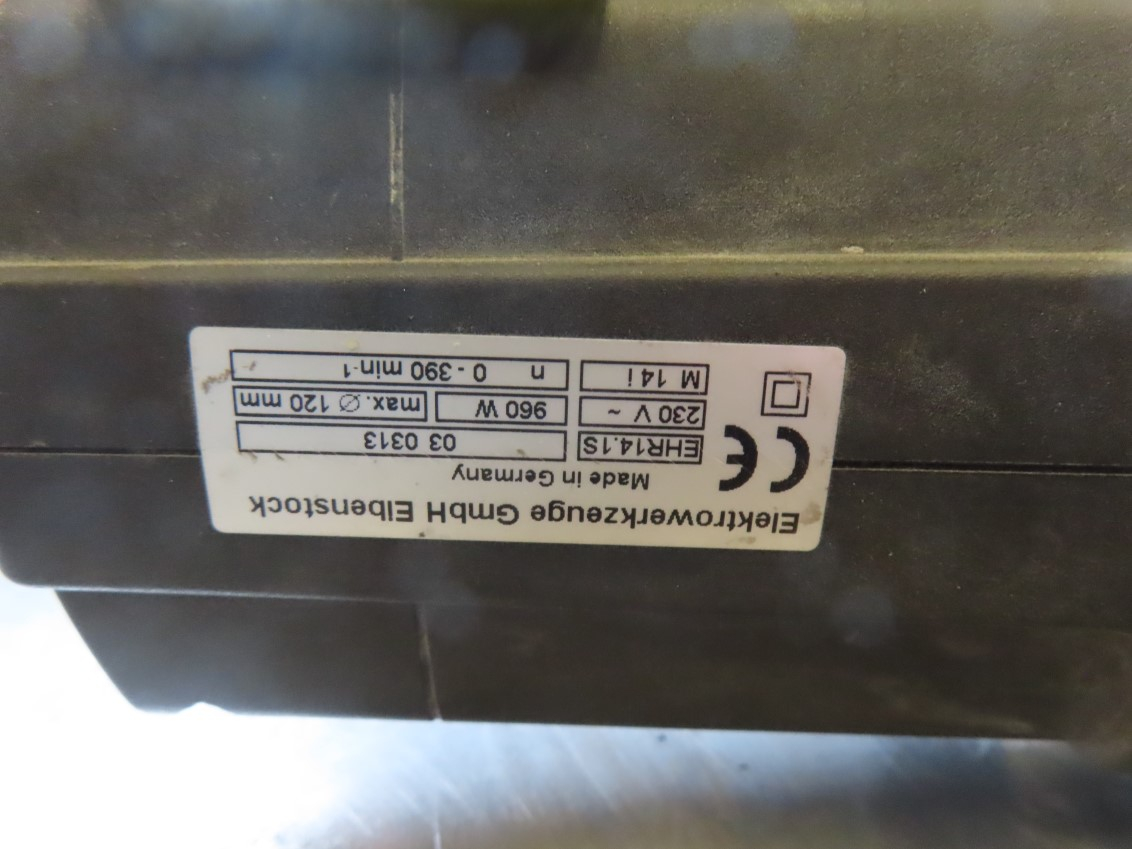 Elektrowerkzeuge GmbH Eibenstock
Made in Germany
CE
EHR14.1S 03 0313
230 V ~ 960 W max. Ø 120 mm
M 14 i n 0 - 390 min-1